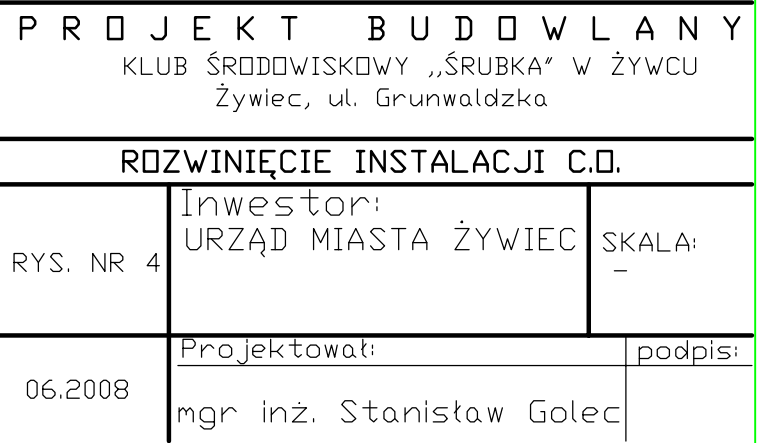 PROJEKT BUDOWLANY
KLUB ŚRODOWISKOWY ,,ŚRUBKA" W ŻYWCU
Żywiec, ul. Grunwaldzka
ROZWINIĘCIE INSTALACJI C.O.
RYS. NR 4
Inwestor:
URZĄD MIASTA ŻYWIEC
SKALA:
–
06.2008
Projektował:
podpis:
mgr inż. Stanisław Golec